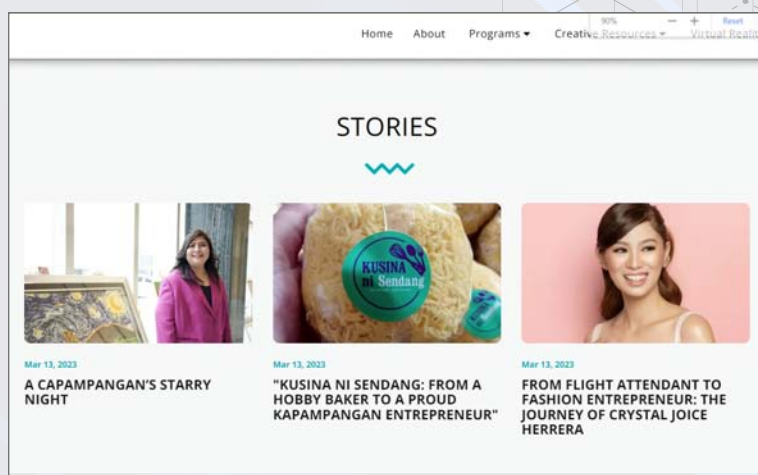 90% — + Reset
Home About Programs Creative Resources Virtual Realit
STORIES
KUSINA
ni Sendang
Mar 13, 2023
A CAPAMPANGAN'S STARRY
NIGHT
Mar 13, 2023
"KUSINA NI SENDANG: FROM A
HOBBY BAKER TO A PROUD
KAPAMPANGAN ENTREPRENEUR"
Mar 13, 2023
FROM FLIGHT ATTENDANT TO
FASHION ENTREPRENEUR: THE
JOURNEY OF CRYSTAL JOICE
HERRERA